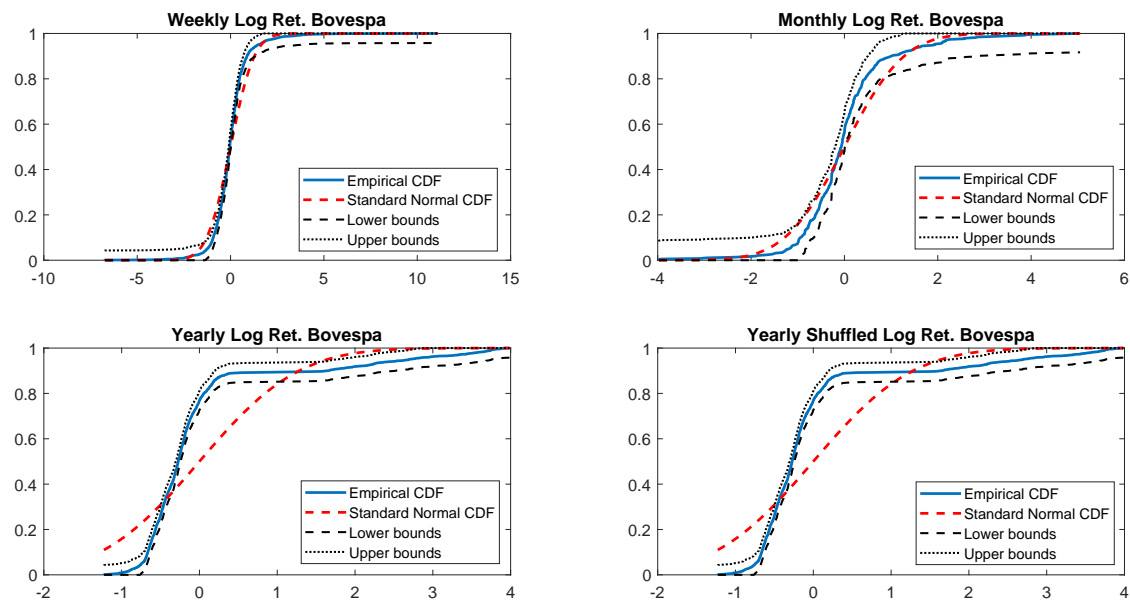 Weekly Log Ret. Bovespa
1
0.8
0.6
0.4
0.2
0
-10
-5
0
5
10
15
Empirical CDF
Standard Normal CDF
Lower bounds
Upper bounds
Monthly Log Ret. Bovespa
1
0.8
0.6
0.4
0.2
0
-4
-2
0
2
4
6
Empirical CDF
Standard Normal CDF
Lower bounds
Upper bounds
Yearly Log Ret. Bovespa
1
0.8
0.6
0.4
0.2
0
-1
0
1
2
3
4
-2
Empirical CDF
Standard Normal CDF
Lower bounds
Upper bounds
Yearly Shuffled Log Ret. Bovespa
1
0.8
0.6
0.4
0.2
0
-2
-1
0
1
2
3
4
Empirical CDF
Standard Normal CDF
Lower bounds
Upper bounds